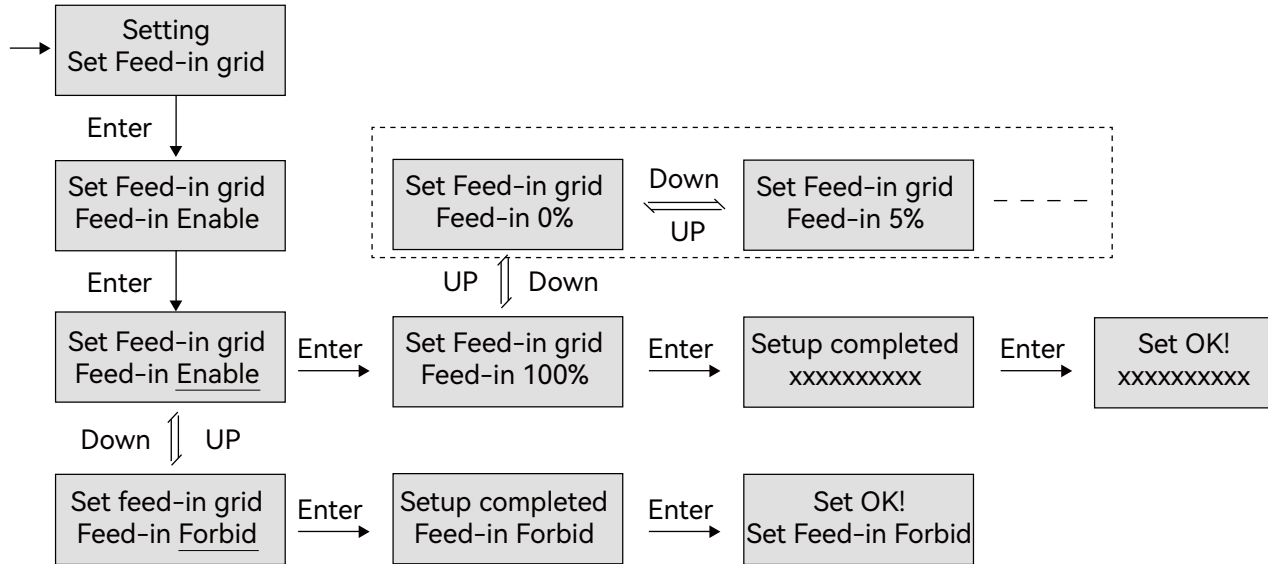 Setting
Set Feed-in grid
Enter
Set Feed-in grid
Feed-in Enable
Set Feed-in grid
Feed-in 0%
Down
UP
Set Feed-in grid
Feed-in 5%
Enter
UP
Down
Set Feed-in grid
Feed-in Enable
Enter
Set Feed-in grid
Feed-in 100%
Enter
Setup completed
xxxxxxxxxx
Enter
Set OK!
xxxxxxxxxx
Down
UP
Set feed-in grid
Feed-in Forbid
Enter
Setup completed
Feed-in Forbid
Enter
Set OK!
Set Feed-in Forbid